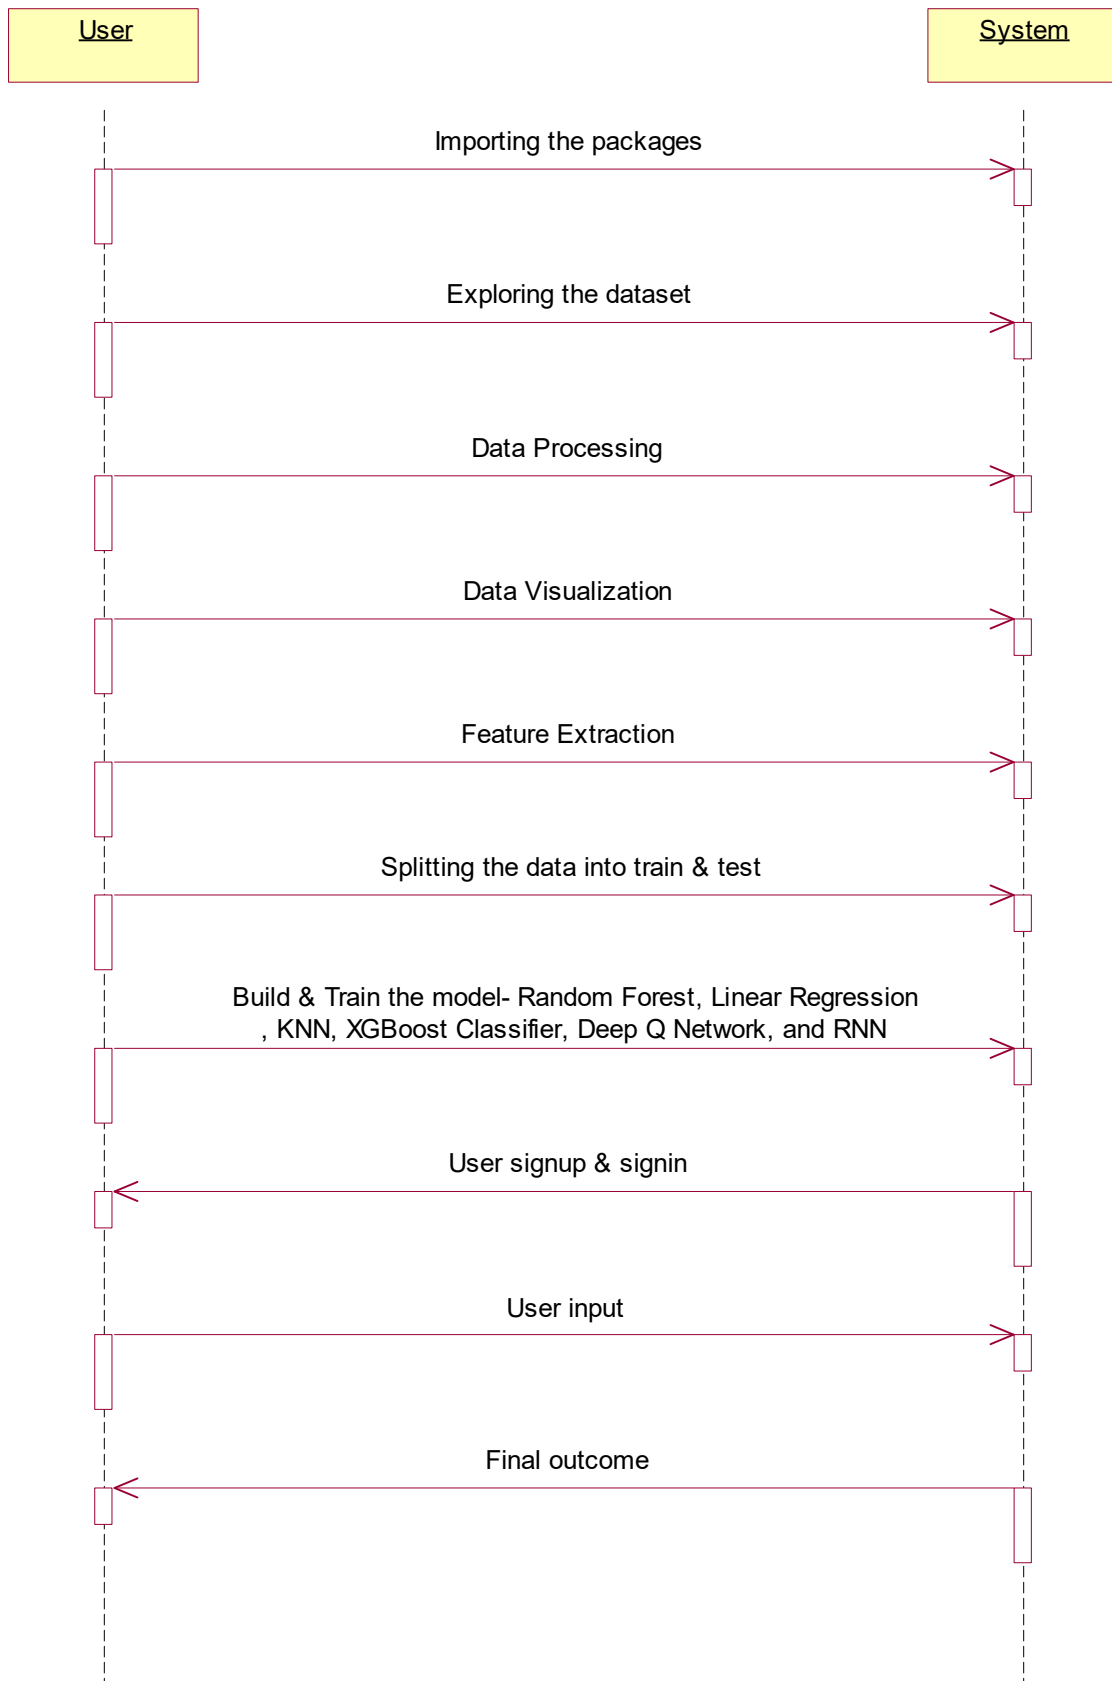 User
System
Importing the packages
Exploring the dataset
Data Processing
Data Visualization
Feature Extraction
Splitting the data into train & test
Build & Train the model- Random Forest, Linear Regression
, KNN, XGBoost Classifier, Deep Q Network, and RNN
User signup & signin
User input
Final outcome